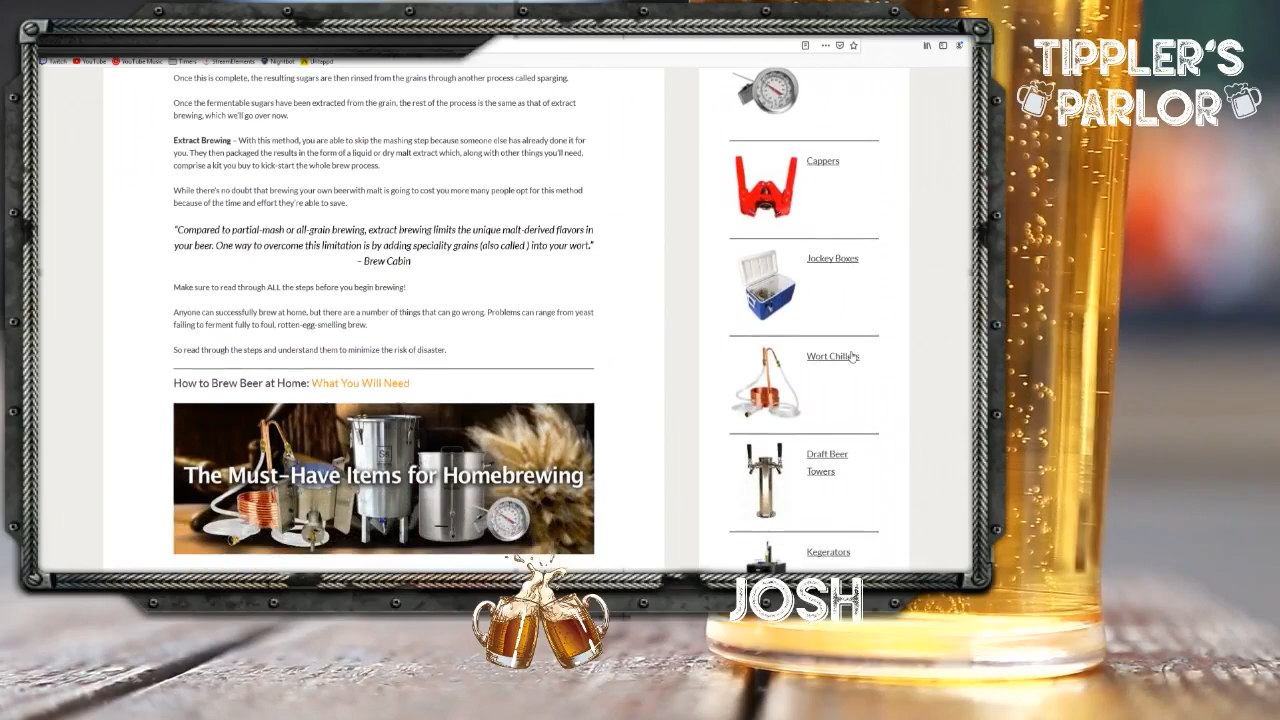 TIPPLER'S
PARLOR
Twitch YouTube YouTube Music Timers StreamElements Nightbot Untappd
Once this is complete, the resulting sugars are then rinsed from the grains through another process called sparging.
Once the fermentable sugars have been extracted from the grain, the rest of the process is the same as that of extract
brewing, which we'll go over now.
Extract Brewing – With this method, you are able to skip the mashing step because someone else has already done it for
you. They then packaged the results in the form of a liquid or dry malt extract which, along with other things you'll need,
comprise a kit you buy to kick-start the whole brew process.
While there's no doubt that brewing your own beerwith malt is going to cost you more many people opt for this method
because of the time and effort they're able to save.
"Compared to partial-mash or all-grain brewing, extract brewing limits the unique malt-derived flavors in
your beer. One way to overcome this limitation is by adding speciality grains (also called ) into your wort."
– Brew Cabin
Make sure to read through ALL the steps before you begin brewing!
Anyone can successfully brew at home, but there are a number of things that can go wrong. Problems can range from yeast
failing to ferment fully to foul, rotten-egg-smelling brew.
So read through the steps and understand them to minimize the risk of disaster.
How to Brew Beer at Home: What You Will Need
The Must-Have Items for Homebrewing
Cappers
Jockey Boxes
Wort Chillers
Draft Beer
Towers
Kegerators
JOSH